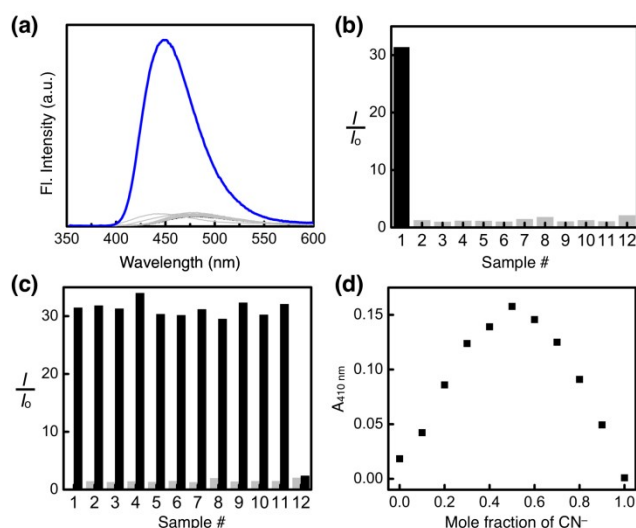 (a)
Fl. Intensity (a.u.)
350 400 450 500 550 600
Wavelength (nm)
(b)
I/Io
30
20
10
0
1 2 3 4 5 6 7 8 9 10 11 12
Sample #
(c)
I/Io
40
30
20
10
0
1 2 3 4 5 6 7 8 9 10 11 12
Sample #
(d)
A410 nm
0.15
0.10
0.05
0.00
0.0 0.2 0.4 0.6 0.8 1.0
Mole fraction of CN⁻